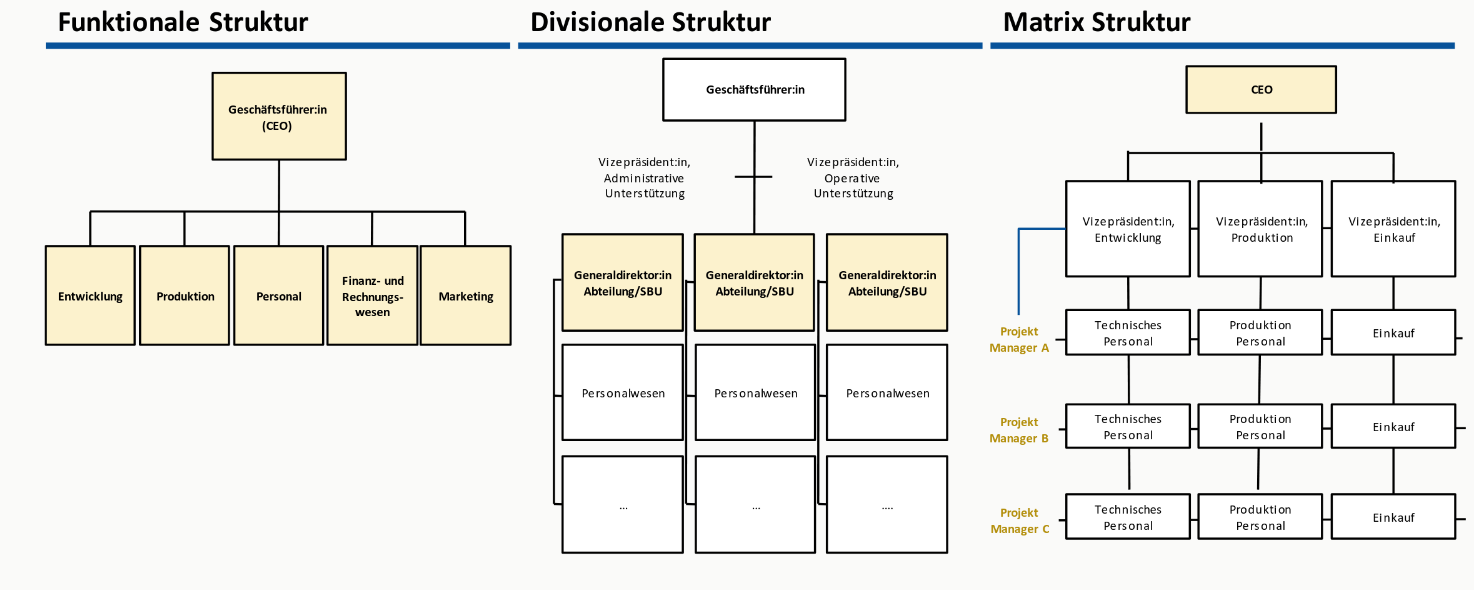 Funktionale Struktur
Geschäftsführer:in
(CEO)
Entwicklung
Produktion
Personal
Finanz- und
Rechnungs-
wesen
Marketing
Divisionale Struktur
Geschäftsführer:in
Vizepräsident:in,
Administrative
Unterstützung
Vizepräsident:in,
Operative
Unterstützung
Generaldirektor:in
Abteilung/SBU
Generaldirektor:in
Abteilung/SBU
Generaldirektor:in
Abteilung/SBU
Personalwesen
Personalwesen
Personalwesen
...
...
....
Matrix Struktur
CEO
Vizepräsident:in,
Entwicklung
Vizepräsident:in,
Produktion
Vizepräsident:in,
Einkauf
Projekt
Manager A
Technisches
Personal
Produktion
Personal
Einkauf
Projekt
Manager B
Technisches
Personal
Produktion
Personal
Einkauf
Projekt
Manager C
Technisches
Personal
Produktion
Personal
Einkauf